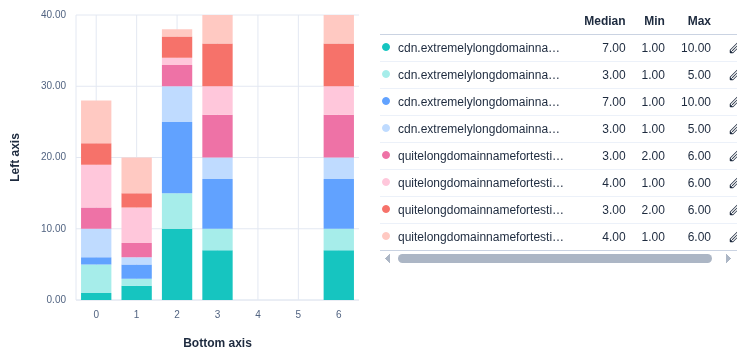 40.00
30.00
20.00
10.00
0.00
Left axis
0 1 2 3 4 5 6
Bottom axis
Median Min Max
cdn.extremelylongdomainna… 7.00 1.00 10.00
cdn.extremelylongdomainna… 3.00 1.00 5.00
cdn.extremelylongdomainna… 7.00 1.00 10.00
cdn.extremelylongdomainna… 3.00 1.00 5.00
quitelongdomainnamefortesti… 3.00 2.00 6.00
quitelongdomainnamefortesti… 4.00 1.00 6.00
quitelongdomainnamefortesti… 3.00 2.00 6.00
quitelongdomainnamefortesti… 4.00 1.00 6.00